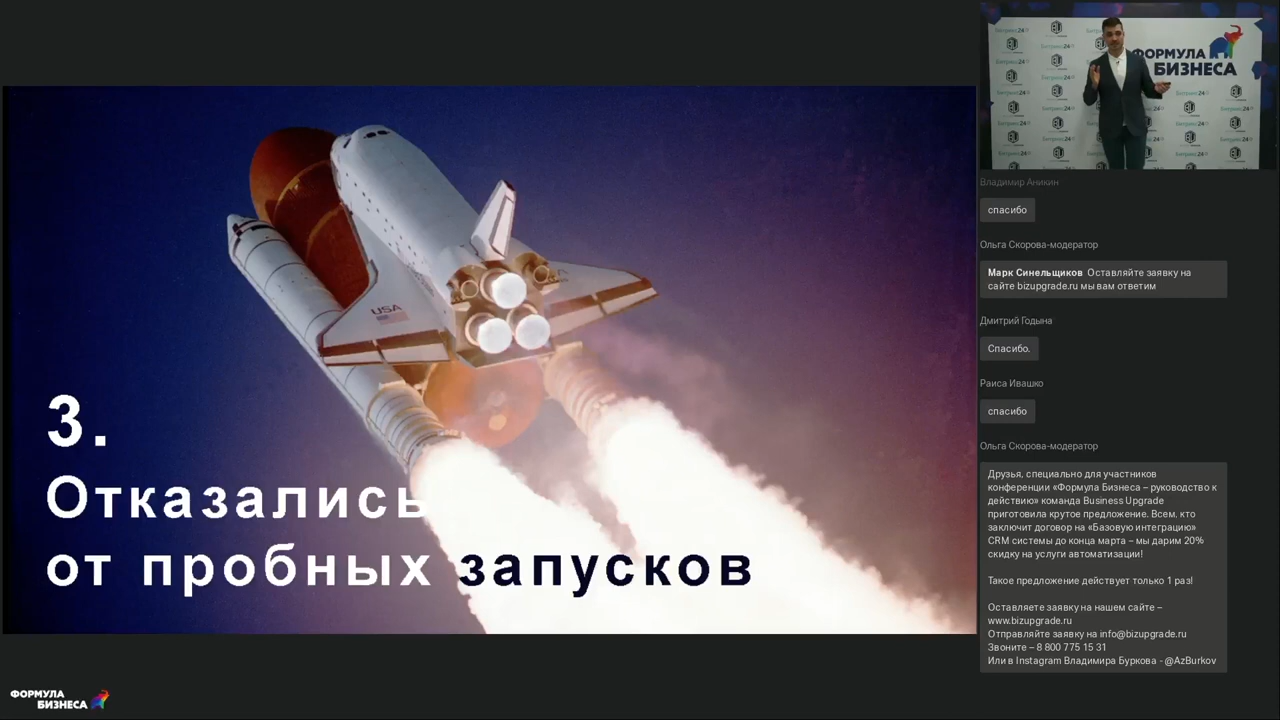 3.
Отказались
от пробных запусков
USA
ФОРМУЛА
БИЗНЕСА
ФОРМУЛА
БИЗНЕСА
Битрикс24
Владимир Аникин
спасибо
Ольга Скорова-модератор
Марк Синельщиков Оставляйте заявку на
сайте bizupgrade.ru мы вам ответим
Дмитрий Годына
Спасибо.
Раиса Ивашко
спасибо
Ольга Скорова-модератор
Друзья, специально для участников
конференции «Формула Бизнеса – руководство к
действию» команда Business Upgrade
приготовила крутое предложение. Всем, кто
заключит договор на «Базовую интеграцию»
CRM системы до конца марта – мы дарим 20%
скидку на услуги автоматизации!
Такое предложение действует только 1 раз!
Оставляете заявку на нашем сайте –
www.bizupgrade.ru
Отправляйте заявку на info@bizupgrade.ru
Звоните – 8 800 775 15 31
Или в Instagram Владимира Буркова - @AzBurkov